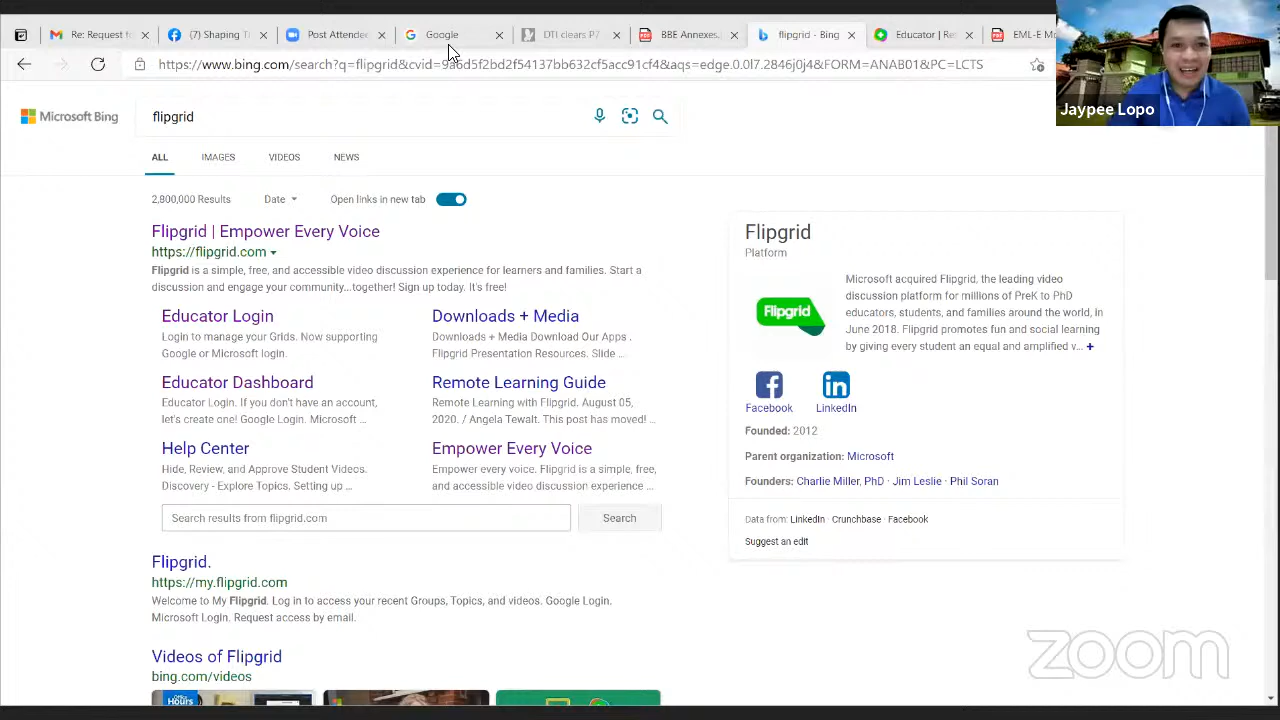 Re: Request to
(3) Shaping T
Post Attende
Google
DTI clears P7
BBE Annexes
flipgrid - Bing
Educator | Re
EML-E M
https://www.bing.com/search?q=flipgrid&cvid=9a6d5f2bd2f54137bb632cf5acc91cf4&aqs=edge.0.0l7.2846j0j4&FORM=ANAB01&PC=LCTS
Jaypee Lopo
Microsoft Bing
flipgrid
ALL IMAGES VIDEOS NEWS
2,800,000 Results Date Open links in new tab
Flipgrid | Empower Every Voice
https://flipgrid.com
Flipgrid is a simple, free, and accessible video discussion experience for learners and families. Start a
discussion and engage your community...together! Sign up today. It's free!
Educator Login
Login to manage your Grids. Now supporting
Google or Microsoft login.
Downloads + Media
Downloads + Media Download Our Apps .
Flipgrid Presentation Resources. Slide ...
Educator Dashboard
Educator Login. If you don't have an account,
let's create one! Google Login. Microsoft ...
Remote Learning Guide
Remote Learning with Flipgrid. August 05,
2020. / Angela Tewalt. This post has moved! ...
Help Center
Hide, Review, and Approve Student Videos.
Discovery - Explore Topics. Setting up ...
Empower Every Voice
Empower every voice. Flipgrid is a simple, free,
and accessible video discussion experience ...
Search results from flipgrid.com
Search
Flipgrid.
https://my.flipgrid.com
Welcome to My Flipgrid. Log in to access your recent Groups, Topics, and videos. Google Login.
Microsoft Login. Request access by email.
Videos of Flipgrid
bing.com/videos
Flipgrid
Platform
Flipgrid
Microsoft acquired Flipgrid, the leading video
discussion platform for millions of PreK to PhD
educators, students, and families around the world, in
June 2018. Flipgrid promotes fun and social learning
by giving every student an equal and amplified v... +
Facebook
LinkedIn
Founded: 2012
Parent organization: Microsoft
Founders: Charlie Miller, PhD · Jim Leslie · Phil Soran
Data from: LinkedIn · Crunchbase · Facebook
Suggest an edit
zoom